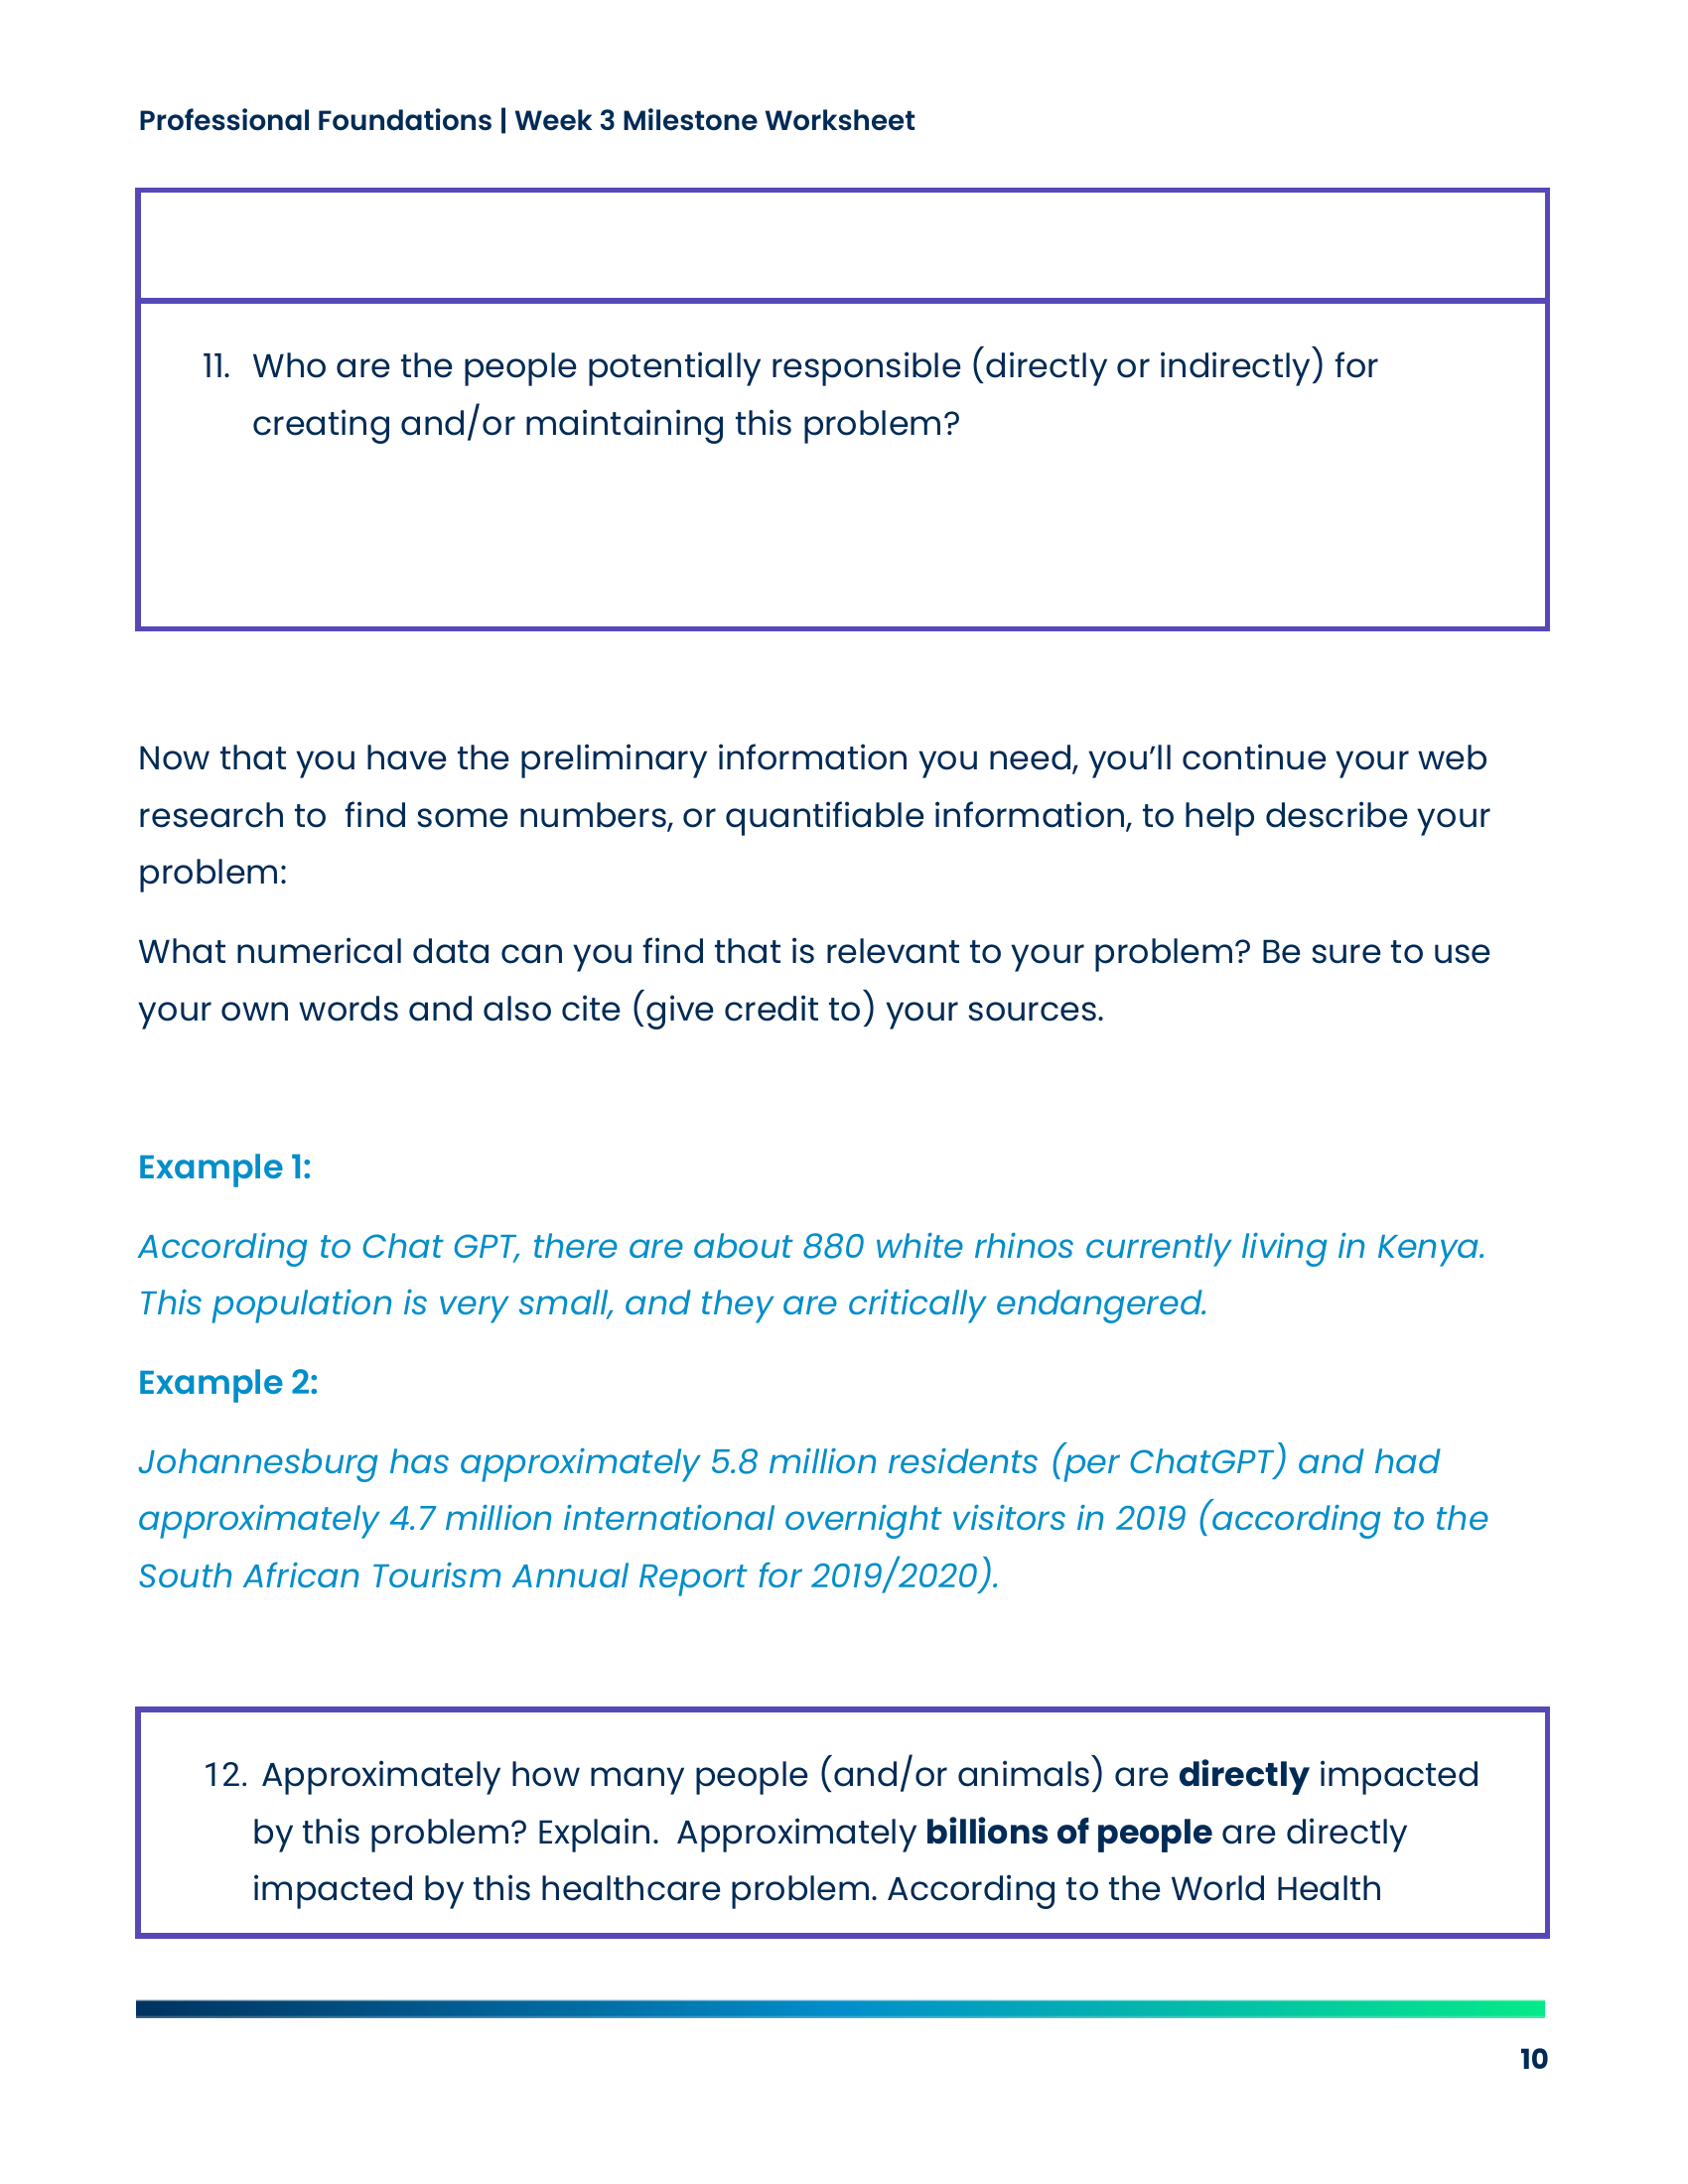 Professional Foundations | Week 3 Milestone Worksheet
11. Who are the people potentially responsible (directly or indirectly) for
creating and/or maintaining this problem?
Now that you have the preliminary information you need, you’ll continue your web
research to  find some numbers, or quantifiable information, to help describe your
problem:
What numerical data can you find that is relevant to your problem? Be sure to use
your own words and also cite (give credit to) your sources.
Example 1:
According to Chat GPT, there are about 880 white rhinos currently living in Kenya.
This population is very small, and they are critically endangered.
Example 2:
Johannesburg has approximately 5.8 million residents (per ChatGPT) and had
approximately 4.7 million international overnight visitors in 2019 (according to the
South African Tourism Annual Report for 2019/2020).
12. Approximately how many people (and/or animals) are directly impacted
by this problem? Explain.  Approximately billions of people are directly
impacted by this healthcare problem. According to the World Health
10